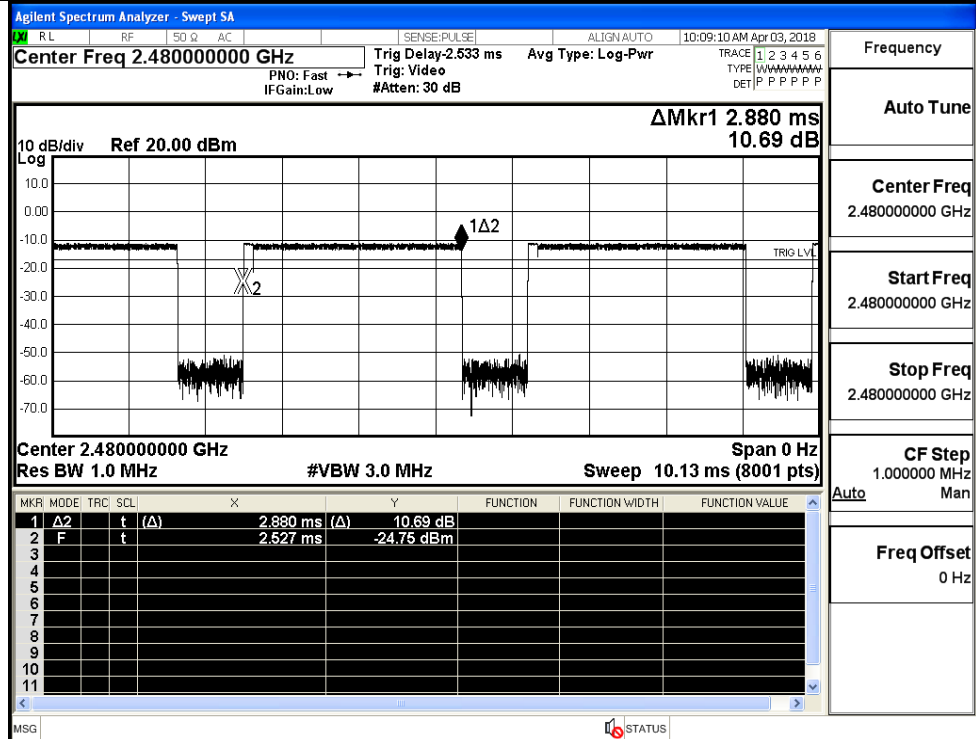 Agilent Spectrum Analyzer - Swept SA
LXI RL RF 50 Ω AC SENSE:PULSE ALIGNAUTO 10:09:10 AM Apr 03, 2018
Center Freq 2.480000000 GHz
PNO: Fast
IFGain:Low
Trig Delay-2.533 ms
Trig: Video
#Atten: 30 dB
Avg Type: Log-Pwr
TRACE 1 2 3 4 5 6
TYPE WWWWWW
DET P P P P P P
ΔMkr1 2.880 ms
10.69 dB
10 dB/div Ref 20.00 dBm
Log
10.0
0.00
-10.0
-20.0
-30.0
-40.0
-50.0
-60.0
-70.0
1Δ2
2
TRIG LVL
Center 2.480000000 GHz Span 0 Hz
Res BW 1.0 MHz #VBW 3.0 MHz Sweep 10.13 ms (8001 pts)
MKR MODE TRC SCL X Y FUNCTION FUNCTION WIDTH FUNCTION VALUE
1 Δ2 t (Δ) 2.880 ms (Δ) 10.69 dB
2 F t 2.527 ms -24.75 dBm
3
4
5
6
7
8
9
10
11
MSG STATUS
Frequency
Auto Tune
Center Freq
2.480000000 GHz
Start Freq
2.480000000 GHz
Stop Freq
2.480000000 GHz
CF Step
1.000000 MHz
Auto Man
Freq Offset
0 Hz